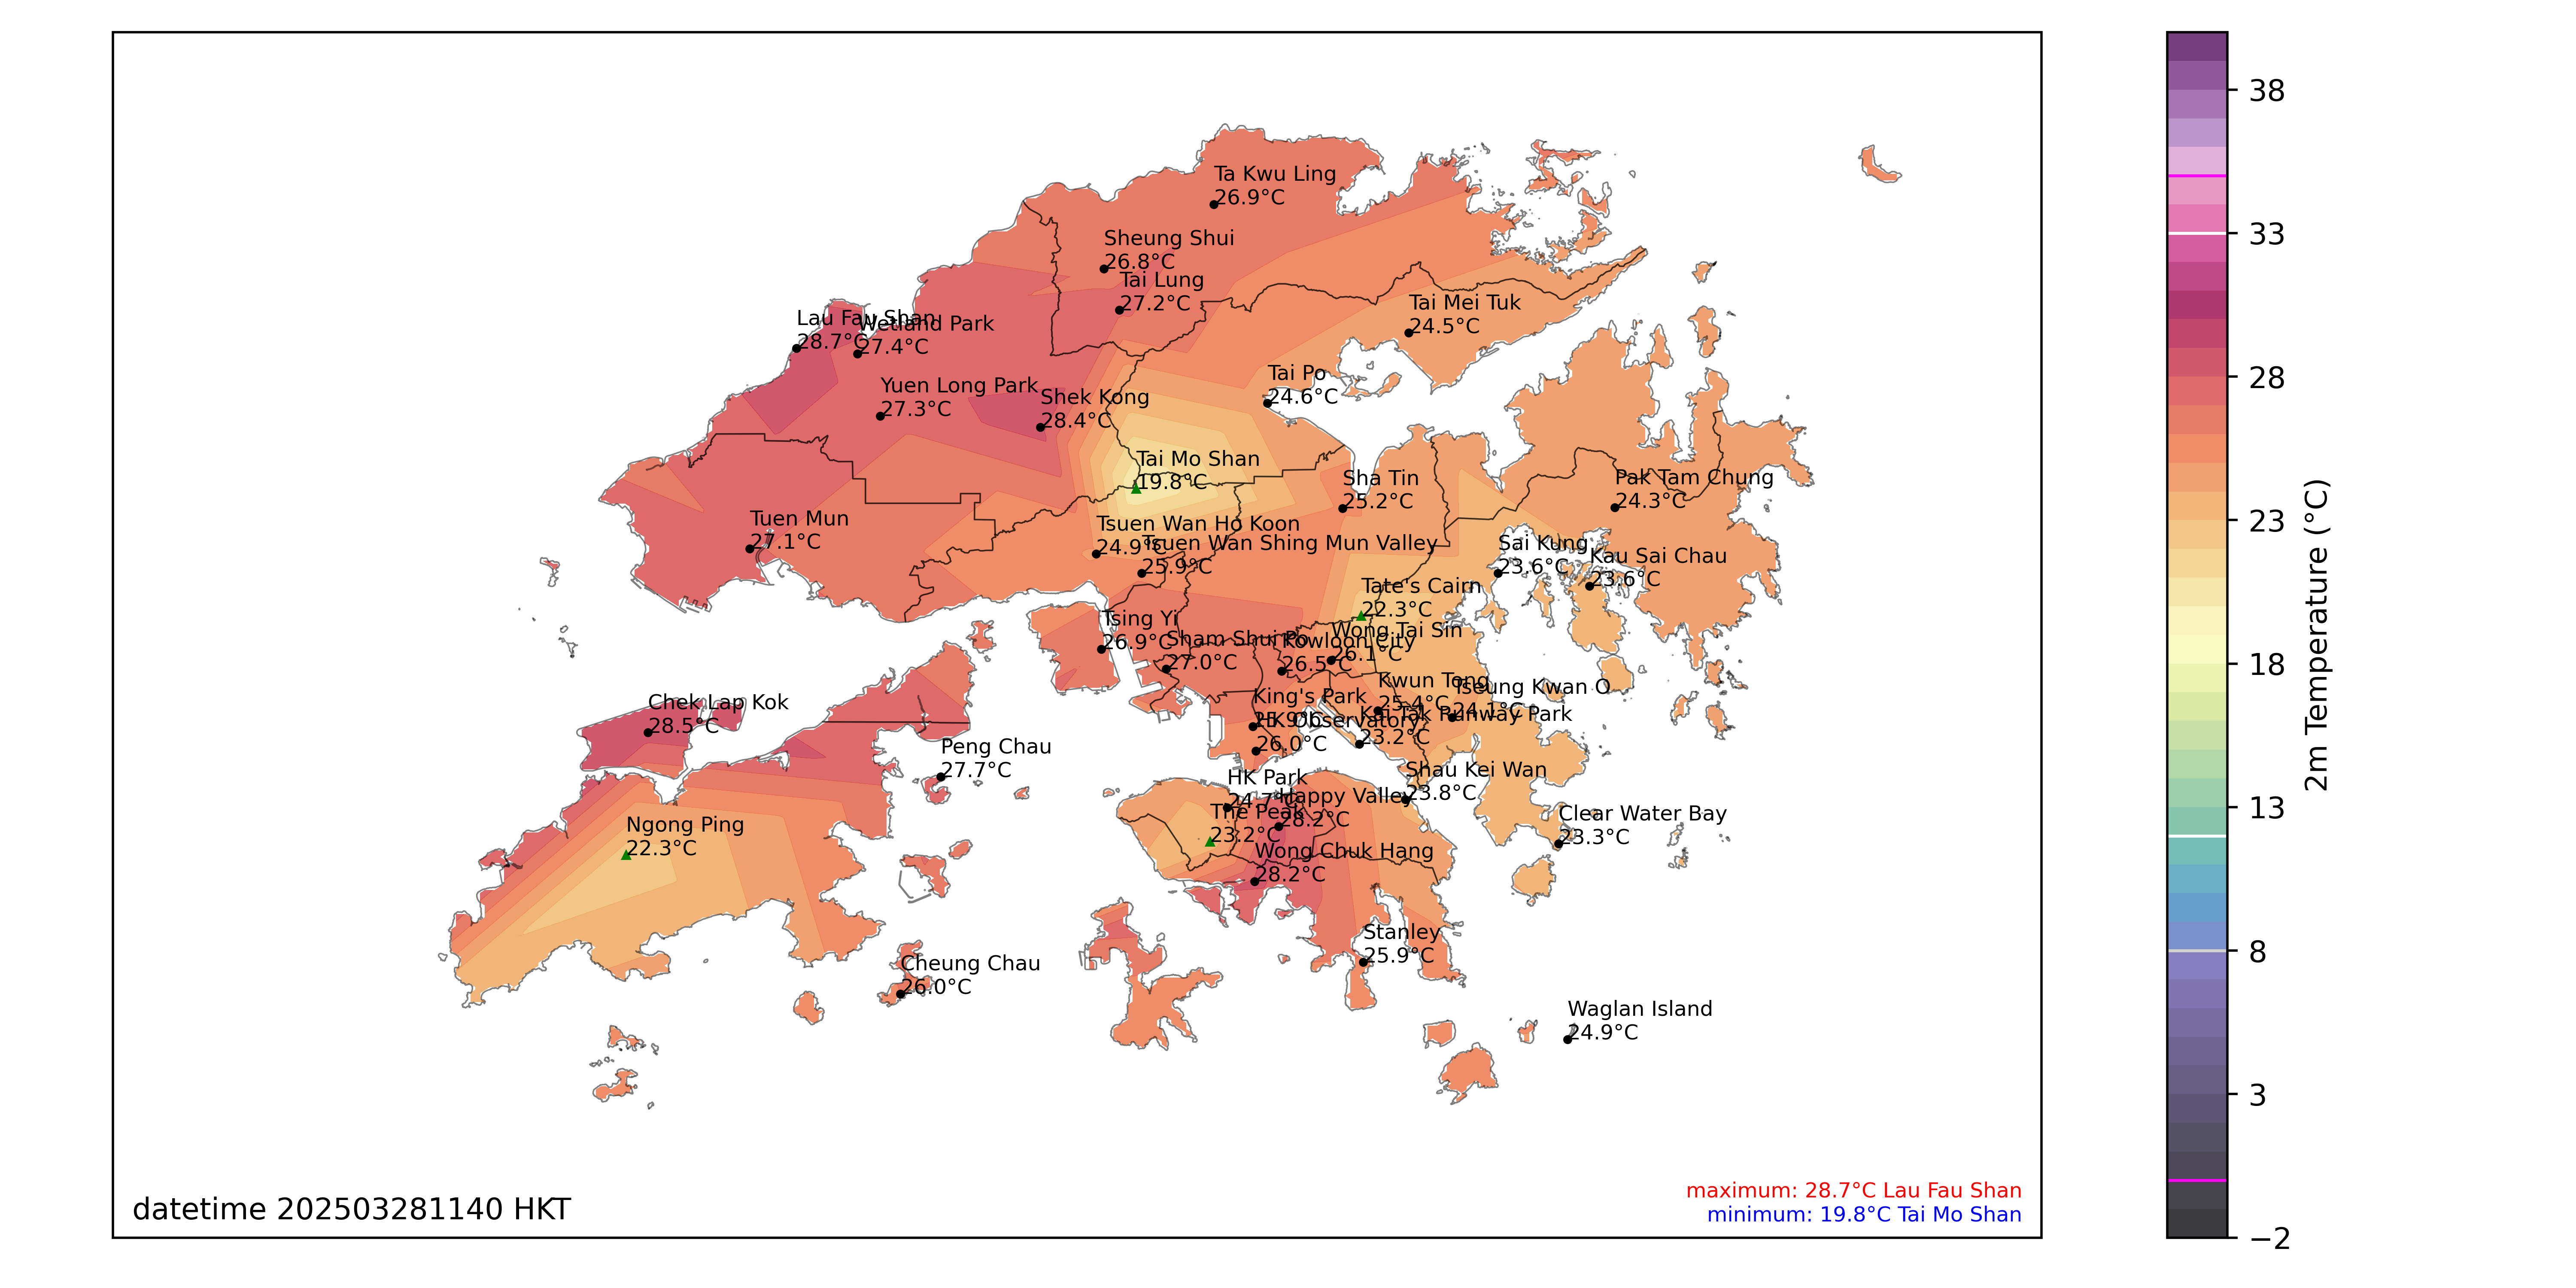 Ta Kwu Ling
26.9°C
Sheung Shui
26.8°C
Tai Lung
27.2°C
Lau Fau Shan
28.7°C
Wetland Park
27.4°C
Tai Mei Tuk
24.5°C
Yuen Long Park
27.3°C
Shek Kong
28.4°C
Tai Po
24.6°C
Tai Mo Shan
19.8°C
Sha Tin
25.2°C
Pak Tam Chung
24.3°C
Tuen Mun
27.1°C
Tsuen Wan Ho Koon
24.9°C
Tsuen Wan Shing Mun Valley
25.9°C
Sai Kung
23.6°C
Kau Sai Chau
23.6°C
Tate's Cairn
22.3°C
Tsing Yi
26.9°C
Sham Shui Po
27.0°C
Kowloon City
26.5°C
Wong Tai Sin
26.1°C
Kwun Tong
25.4°C
Tseung Kwan O
24.1°C
King's Park
25.9°C
HK Observatory
26.0°C
Kai Tak Runway Park
23.2°C
Chek Lap Kok
28.5°C
Peng Chau
27.7°C
HK Park
24.7°C
Happy Valley
28.2°C
Shau Kei Wan
23.8°C
The Peak
23.2°C
Clear Water Bay
23.3°C
Ngong Ping
22.3°C
Wong Chuk Hang
28.2°C
Stanley
25.9°C
Cheung Chau
26.0°C
Waglan Island
24.9°C
datetime 202503281140 HKT
maximum: 28.7°C Lau Fau Shan
minimum: 19.8°C Tai Mo Shan
38
33
28
23
18
13
8
3
−2
2m Temperature (°C)